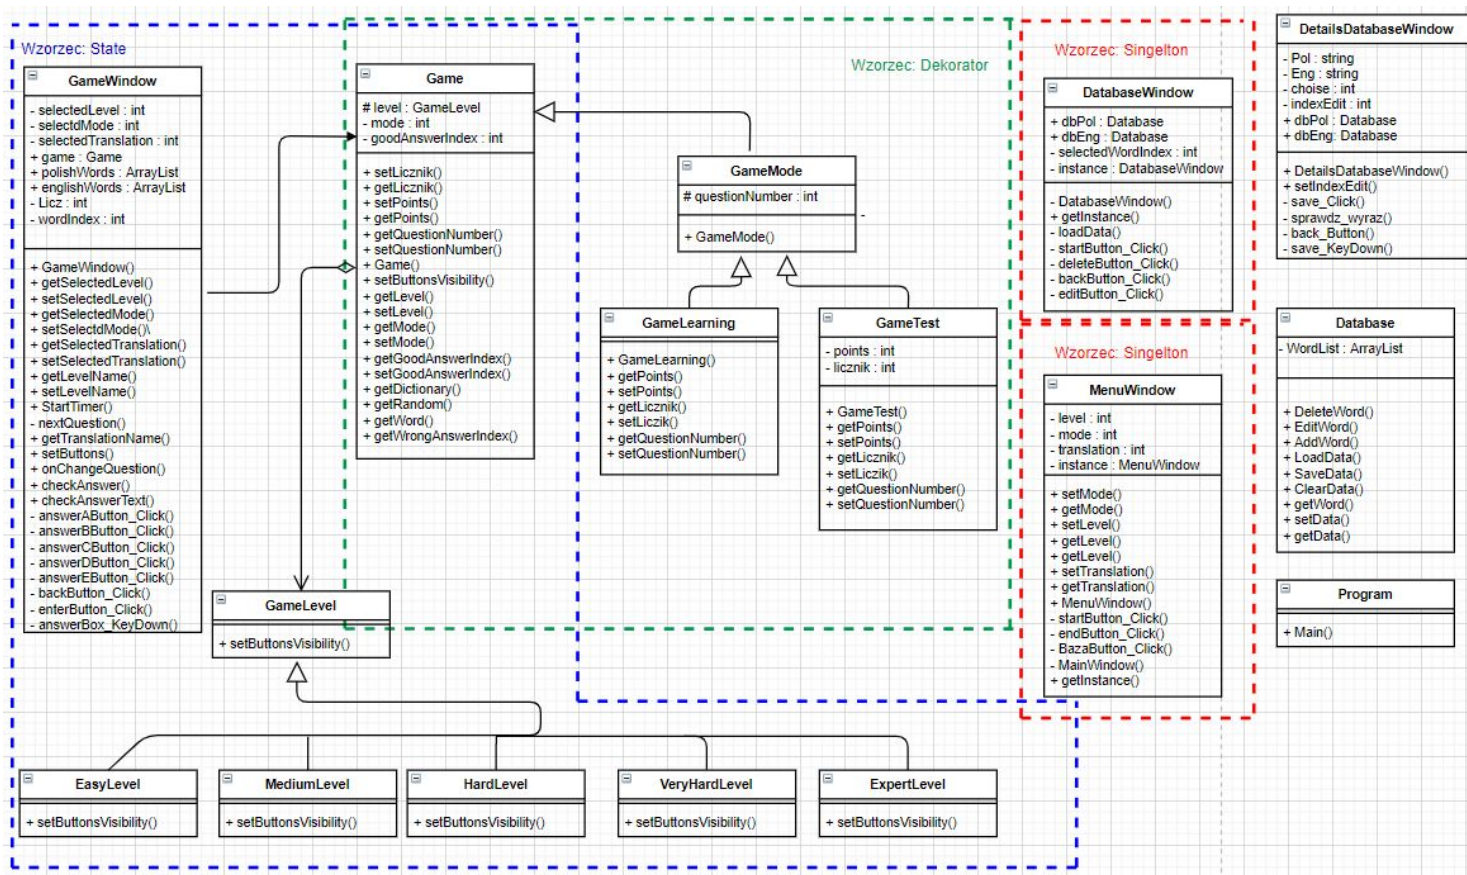 Wzorzec: State
GameWindow
- selectedLevel : int
- selectdMode : int
- selectedTranslation : int
+ game : Game
+ polishWords : ArrayList
+ englishWords : ArrayList
- Licz : int
- wordIndex : int
+ GameWindow()
+ getSelectedLevel()
+ setSelectedLevel()
+ getSelectedMode()
+ setSelectdMode()\
+ getSelectedTranslation()
+ setSelectedTranslation()
+ getLevelName()
+ setLevelName()
+ StartTimer()
- nextQuestion()
+ getTranslationName()
+ setButtons()
+ onChangeQuestion()
+ checkAnswer()
+ checkAnswerText()
- answerAButton_Click()
- answerBButton_Click()
- answerCButton_Click()
- answerDButton_Click()
- answerEButton_Click()
- backButton_Click()
- enterButton_Click()
- answerBox_KeyDown()
Game
# level : GameLevel
- mode : int
- goodAnswerIndex : int
+ setLicznik()
+ getLicznik()
+ setPoints()
+ getPoints()
+ getQuestionNumber()
+ setQuestionNumber()
+ Game()
+ setButtonsVisibility()
+ getLevel()
+ setLevel()
+ getMode()
+ setMode()
+ getGoodAnswerIndex()
+ setGoodAnswerIndex()
+ getDictionary()
+ getRandom()
+ getWord()
+ getWrongAnswerIndex()
Wzorzec: Dekorator
GameMode
# questionNumber : int
-
+ GameMode()
GameLearning
+ GameLearning()
+ getPoints()
+ setPoints()
+ getLicznik()
+ setLiczik()
+ getQuestionNumber()
+ setQuestionNumber()
GameTest
- points : int
- licznik : int
+ GameTest()
+ getPoints()
+ setPoints()
+ getLicznik()
+ setLiczik()
+ getQuestionNumber()
+ setQuestionNumber()
GameLevel
+ setButtonsVisibility()
EasyLevel
+ setButtonsVisibility()
MediumLevel
+ setButtonsVisibility()
HardLevel
+ setButtonsVisibility()
VeryHardLevel
+ setButtonsVisibility()
ExpertLevel
+ setButtonsVisibility()
Wzorzec: Singelton
DatabaseWindow
+ dbPol : Database
+ dbEng : Database
- selectedWordIndex : int
- instance : DatabaseWindow
- DatabaseWindow()
+ getInstance()
- loadData()
- startButton_Click()
- deleteButton_Click()
- backButton_Click()
- editButton_Click()
Wzorzec: Singelton
MenuWindow
- level : int
- mode : int
- translation : int
- instance : MenuWindow
+ setMode()
+ getMode()
+ setLevel()
+ getLevel()
+ getLevel()
+ setTranslation()
+ getTranslation()
+ MenuWindow()
- startButton_Click()
- endButton_Click()
- BazaButton_Click()
- MainWindow()
+ getInstance()
DetailsDatabaseWindow
- Pol : string
- Eng : string
- choise : int
- indexEdit : int
+ dbPol : Database
+ dbEng: Database
+ DetailsDatabaseWindow()
+ setIndexEdit()
- save_Click()
- sprawdz_wyraz()
- back_Button()
- save_KeyDown()
Database
- WordList : ArrayList
+ DeleteWord()
+ EditWord()
+ AddWord()
+ LoadData()
+ SaveData()
+ ClearData()
+ getWord()
+ setData()
+ getData()
Program
+ Main()